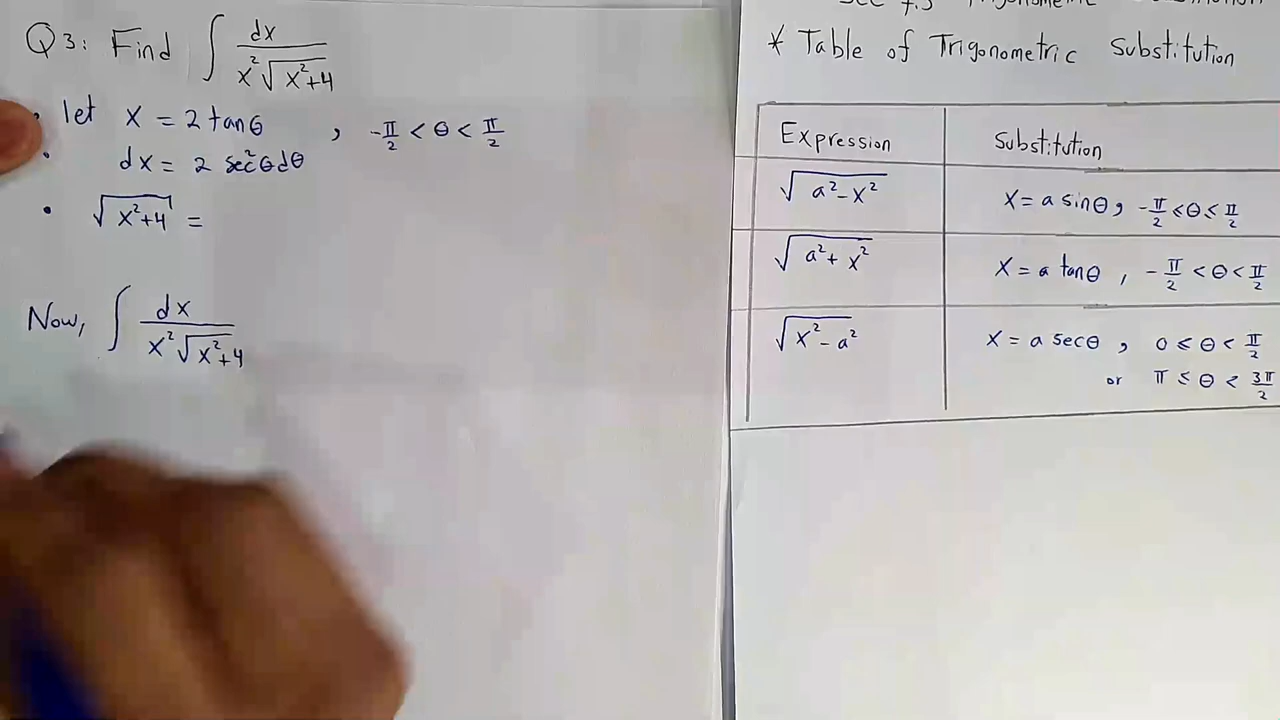 Q3: Find ∫ dx / x²√x²+4
• let x = 2 tanθ , -π/2 < θ < π/2
• dx = 2 sec²θdθ
• √x²+4 =
Now, ∫ dx / x²√x²+4
* Table of Trigonometric Substitution
Expression Substitution
√a²-x² x = a sinθ, -π/2 ≤ θ ≤ π/2
√a²+x² x = a tanθ , -π/2 < θ < π/2
√x²-a² x = a secθ , 0 ≤ θ < π/2
or π ≤ θ < 3π/2